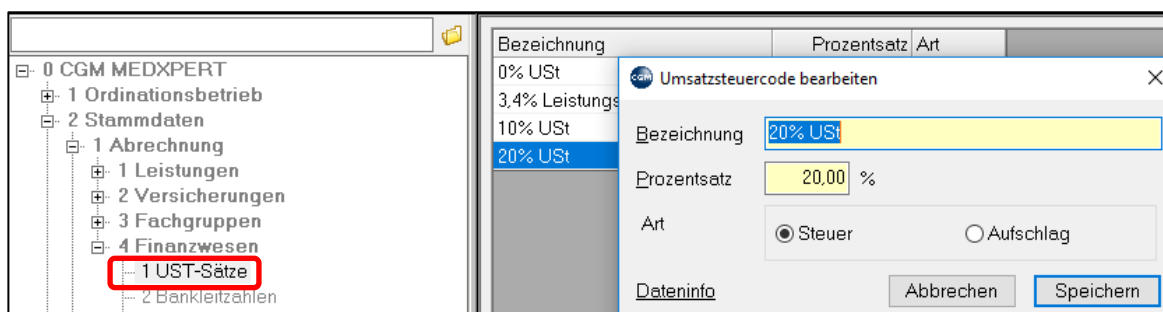 0 CGM MEDXPERT
1 Ordinationsbetrieb
2 Stammdaten
1 Abrechnung
1 Leistungen
2 Versicherungen
3 Fachgruppen
4 Finanzwesen
1 UST-Sätze
2 Bankleitzahlen
Bezeichnung Prozentsatz Art
0% USt
3,4% Leistungs
10% USt
20% USt
CGM Umsatzsteuercode bearbeiten
Bezeichnung 20% USt
Prozentsatz 20,00 %
Art Steuer Aufschlag
Dateninfo Abbrechen Speichern